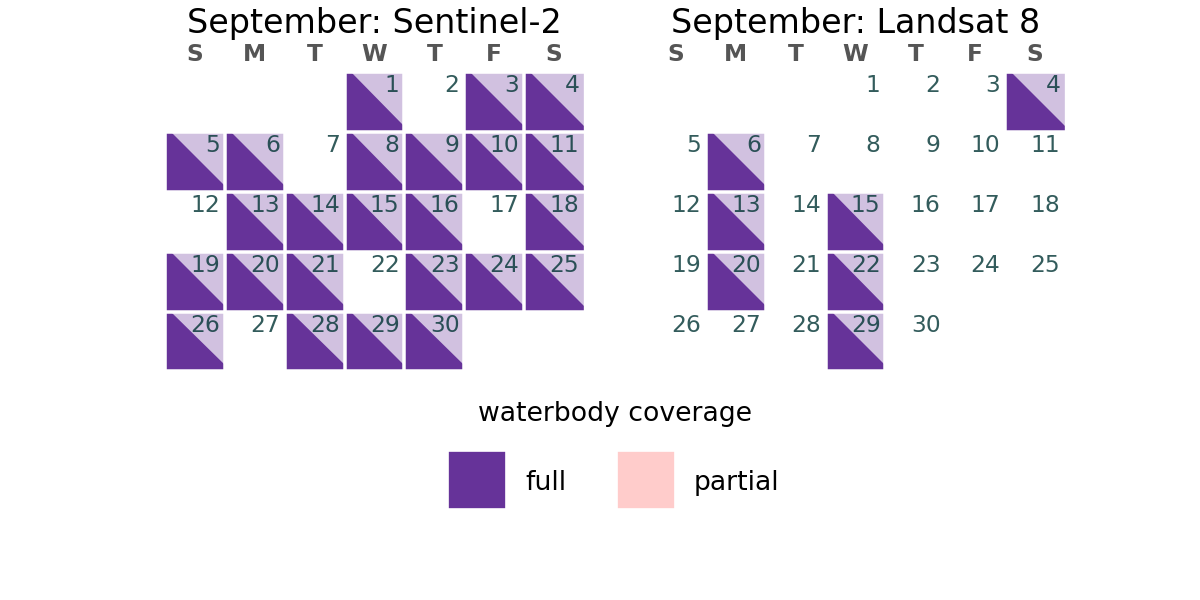 September: Sentinel-2
S M T W T F S
1 2 3 4
5 6 7 8 9 10 11
12 13 14 15 16 17 18
19 20 21 22 23 24 25
26 27 28 29 30
September: Landsat 8
S M T W T F S
1 2 3 4
5 6 7 8 9 10 11
12 13 14 15 16 17 18
19 20 21 22 23 24 25
26 27 28 29 30
waterbody coverage
full partial